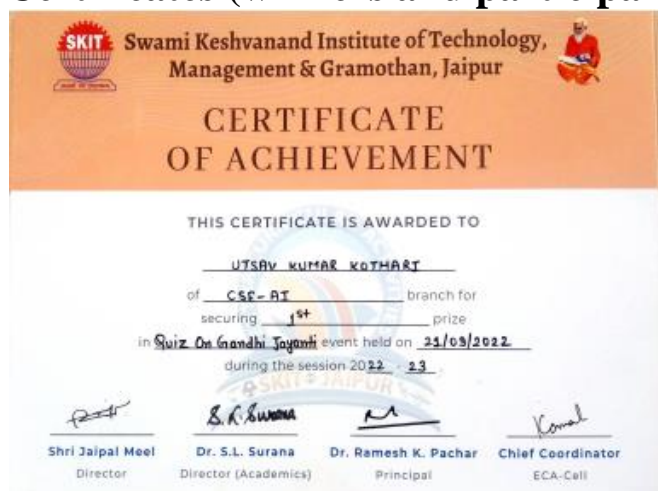 SKIT
Swami Keshvanand Institute of Technology,
Management & Gramothan, Jaipur
CERTIFICATE
OF ACHIEVEMENT
THIS CERTIFICATE IS AWARDED TO
UTSAV KUMAR KOTHARI
of CSE-AI branch for
securing 1st prize
in Quiz On Gandhi Jayanti event held on 21/03/2022
during the session 2022 - 23
SKIT JAIPUR
S.L. Surana
Komal
Shri Jaipal Meel Dr. S.L. Surana Dr. Ramesh K. Pachar Chief Coordinator
Director Director (Academics) Principal ECA-Cell